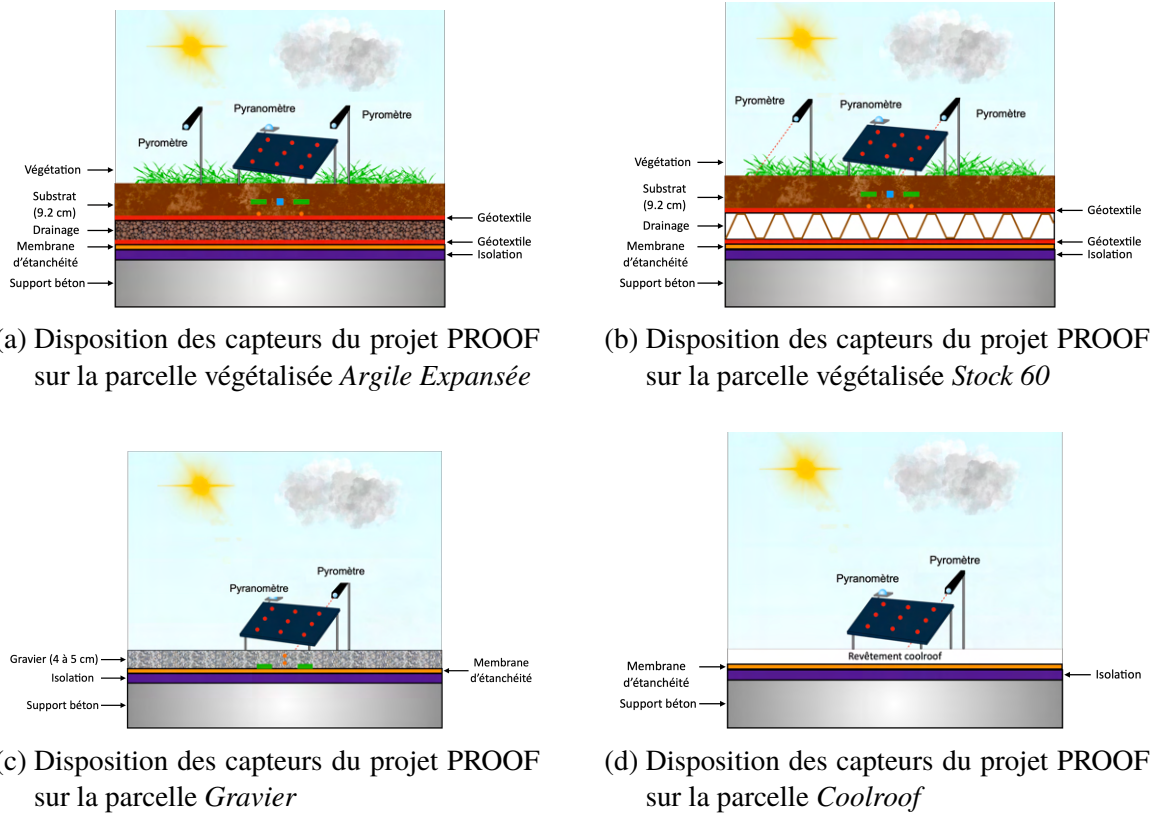 Pyromètre
Pyranomètre
Pyromètre
Végétation
Substrat
(9.2 cm)
Drainage
Membrane
d'étanchéité
Support béton
Géotextile
Géotextile
Isolation
(a) Disposition des capteurs du projet PROOF
sur la parcelle végétalisée Argile Expansée
Pyromètre
Pyranomètre
Pyromètre
Végétation
Substrat
(9.2 cm)
Drainage
Membrane
d'étanchéité
Support béton
Géotextile
Géotextile
Isolation
(b) Disposition des capteurs du projet PROOF
sur la parcelle végétalisée Stock 60
Pyranomètre
Pyromètre
Gravier (4 à 5 cm)
Isolation
Support béton
Membrane
d'étanchéité
(c) Disposition des capteurs du projet PROOF
sur la parcelle Gravier
Pyranomètre
Pyromètre
Revêtement coolroof
Membrane
d'étanchéité
Support béton
Isolation
(d) Disposition des capteurs du projet PROOF
sur la parcelle Coolroof